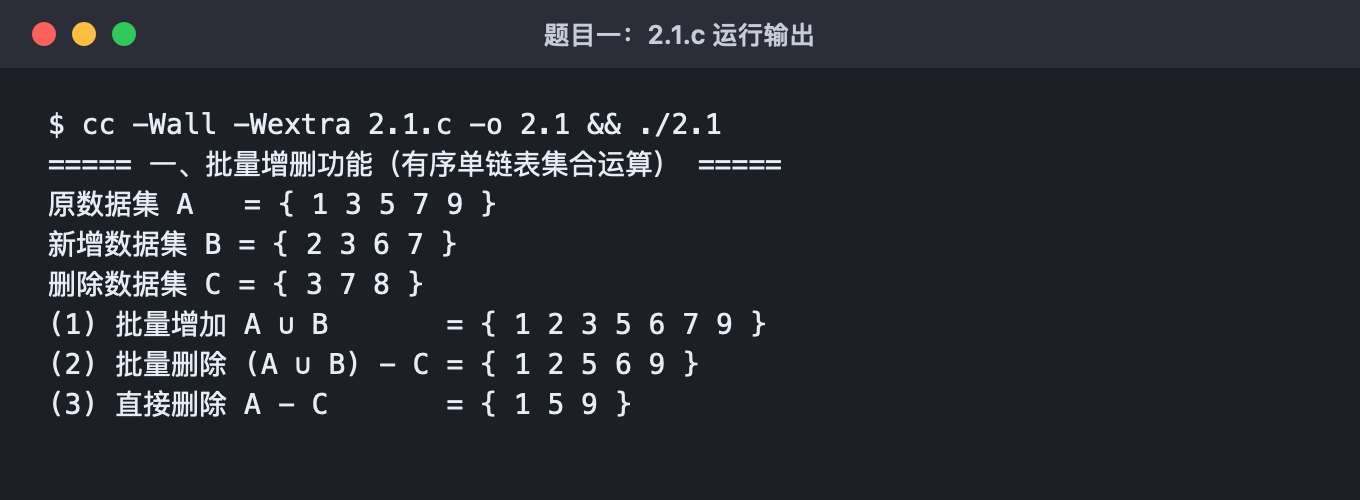 题目一：2.1.c 运行输出
$ cc -Wall -Wextra 2.1.c -o 2.1 && ./2.1
===== 一、批量增删功能（有序单链表集合运算） =====
原数据集 A   = { 1 3 5 7 9 }
新增数据集 B = { 2 3 6 7 }
删除数据集 C = { 3 7 8 }
(1) 批量增加 A ∪ B       = { 1 2 3 5 6 7 9 }
(2) 批量删除 (A ∪ B) - C = { 1 2 5 6 9 }
(3) 直接删除 A - C       = { 1 5 9 }